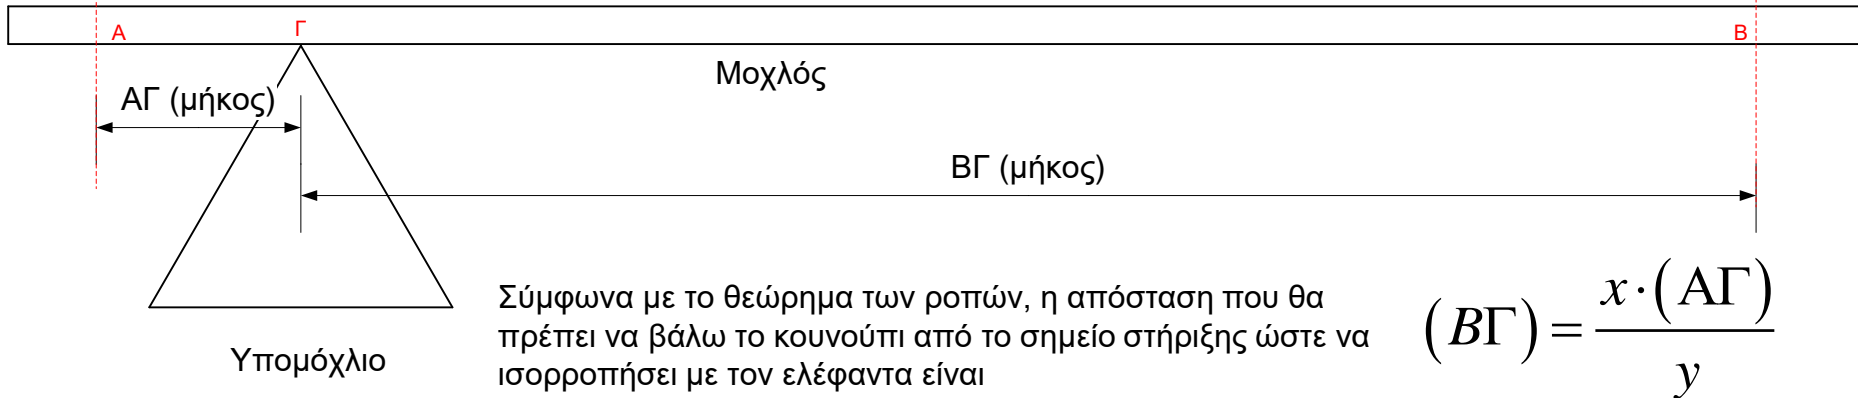 Α Γ Β
Μοχλός
ΑΓ (μήκος)
ΒΓ (μήκος)
Σύμφωνα με το θεώρημα των ροπών, η απόσταση που θα
πρέπει να βάλω το κουνούπι από το σημείο στήριξης ώστε να
ισορροπήσει με τον ελέφαντα είναι
(BΓ) = x·(ΑΓ) / y
Υπομόχλιο